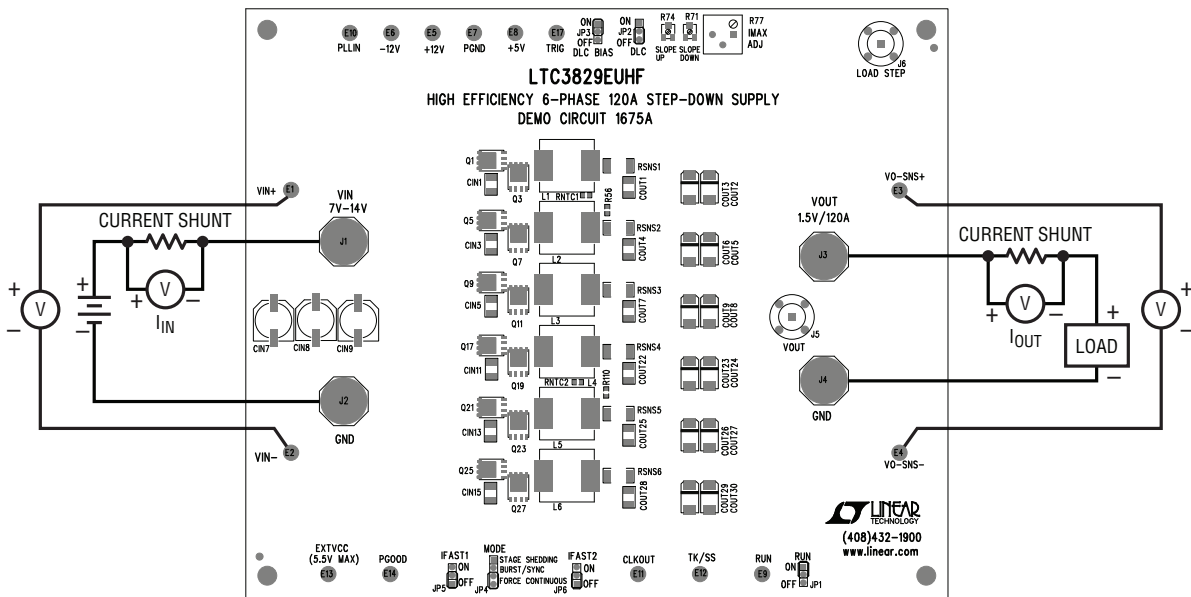 E10 E6 E5 E7 E8 E17
PLLIN -12V +12V PGND +5V TRIG
ON JP3 OFF DLC BIAS
ON JP2 OFF DLC
R74 SLOPE UP
R71 SLOPE DOWN
R77 IMAX ADJ
J6
LOAD STEP
LTC3829EUHF
HIGH EFFICIENCY 6-PHASE 120A STEP-DOWN SUPPLY
DEMO CIRCUIT 1675A
VIN+ E1
VIN
7V-14V
CURRENT SHUNT
J1
+ V -
+ -
+ V -
IIN
CIN7 CIN8 CIN9
J2
GND
VIN- E2
Q1 CIN1 Q3 L1 RNTC1 R56 RSNS1 COUT1 COUT3 COUT2
Q5 CIN3 Q7 L2 RSNS2 COUT4 COUT6 COUT5
Q9 CIN5 Q11 L3 RSNS3 COUT7 COUT9 COUT8
Q17 CIN11 Q19 RNTC2 L4 R110 RSNS4 COUT22 COUT23 COUT24
Q21 CIN13 Q23 L5 RSNS5 COUT25 COUT26 COUT27
Q25 CIN15 Q27 L6 RSNS6 COUT28 COUT29 COUT30
VO-SNS+
E3
VOUT
1.5V/120A
J3
CURRENT SHUNT
+ V -
IOUT
+ LOAD -
+ V -
J5
VOUT
J4
GND
E4
VO-SNS-
LINEAR
TECHNOLOGY
(408)432-1900
www.linear.com
EXTVCC
(5.5V MAX)
E13
PGOOD
E14
IFAST1
ON
OFF
JP5
MODE
STAGE SHEDDING
BURST/SYNC
FORCE CONTINUOUS
JP4
IFAST2
ON
OFF
JP6
CLKOUT
E11
TK/SS
E12
RUN
E9
RUN
ON
OFF
JP1